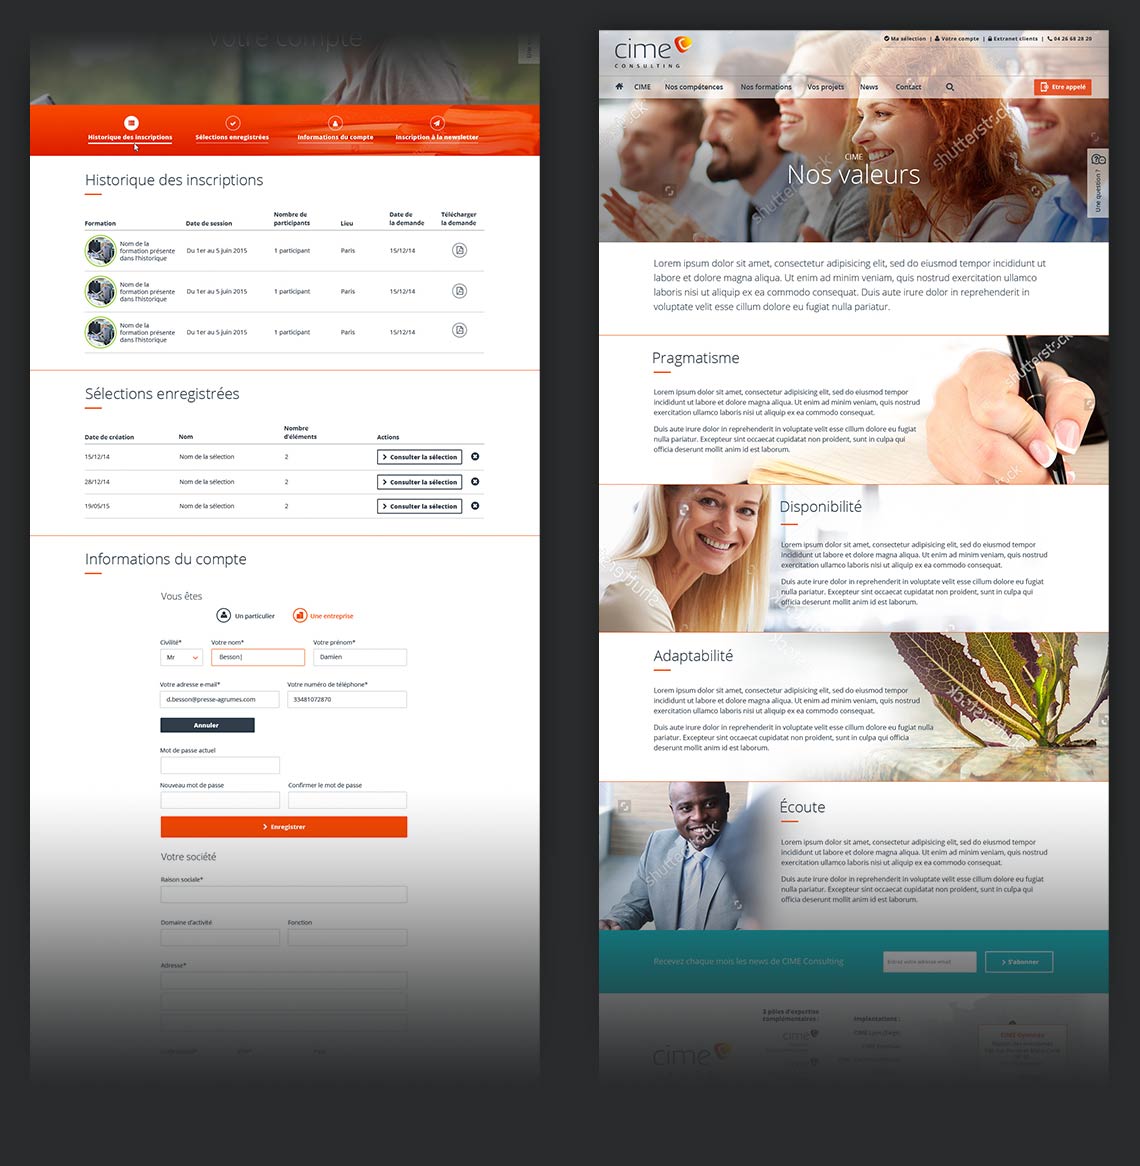 Votre compte
Historique des inscriptions
Sélections enregistrées
Informations du compte
Inscription à la newsletter
Historique des inscriptions
Formation
Date de session
Nombre de
participants
Lieu
Date de
la demande
Télécharger
la demande
Nom de la
formation présente
dans l'historique
Du 1er au 5 juin 2015
1 participant
Paris
15/12/14
Nom de la
formation présente
dans l'historique
Du 1er au 5 juin 2015
1 participant
Paris
15/12/14
Nom de la
formation présente
dans l'historique
Du 1er au 5 juin 2015
1 participant
Paris
15/12/14
Sélections enregistrées
Date de création
Nom
Nombre
d'éléments
Actions
15/12/14
Nom de la sélection
2
Consulter la sélection
28/12/14
Nom de la sélection
2
Consulter la sélection
19/05/15
Nom de la sélection
2
Consulter la sélection
Informations du compte
Vous êtes
Un particulier
Une entreprise
Civilité*
Votre nom*
Votre prénom*
Mr
Besson
Damien
Votre adresse e-mail*
Votre numéro de téléphone*
d.besson@presse-agrumes.com
33481072870
Annuler
Mot de passe actuel
Nouveau mot de passe
Confirmer le mot de passe
Enregistrer
Votre société
Raison sociale*
Domaine d'activité
Fonction
Adresse*
cime
CONSULTING
Ma sélection | Votre compte | Extranet clients | 04 26 68 28 20
CIME
Nos compétences
Nos formations
Vos projets
News
Contact
Etre appelé
CIME
Nos valeurs
Une question ?
shutterstock
Lorem ipsum dolor sit amet, consectetur adipisicing elit, sed do eiusmod tempor incididunt ut
labore et dolore magna aliqua. Ut enim ad minim veniam, quis nostrud exercitation ullamco
laboris nisi ut aliquip ex ea commodo consequat. Duis aute irure dolor in reprehenderit in
voluptate velit esse cillum dolore eu fugiat nulla pariatur.
Pragmatisme
Lorem ipsum dolor sit amet, consectetur adipisicing elit, sed do eiusmod tempor
incididunt ut labore et dolore magna aliqua. Ut enim ad minim veniam, quis nostrud
exercitation ullamco laboris nisi ut aliquip ex ea commodo consequat.
Duis aute irure dolor in reprehenderit in voluptate velit esse cillum dolore eu fugiat
nulla pariatur. Excepteur sint occaecat cupidatat non proident, sunt in culpa qui
officia deserunt mollit anim id est laborum.
Disponibilité
Lorem ipsum dolor sit amet, consectetur adipisicing elit, sed do eiusmod tempor
incididunt ut labore et dolore magna aliqua. Ut enim ad minim veniam, quis nostrud
exercitation ullamco laboris nisi ut aliquip ex ea commodo consequat.
Duis aute irure dolor in reprehenderit in voluptate velit esse cillum dolore eu fugiat
nulla pariatur. Excepteur sint occaecat cupidatat non proident, sunt in culpa qui
officia deserunt mollit anim id est laborum.
Adaptabilité
Lorem ipsum dolor sit amet, consectetur adipisicing elit, sed do eiusmod tempor
incididunt ut labore et dolore magna aliqua. Ut enim ad minim veniam, quis nostrud
exercitation ullamco laboris nisi ut aliquip ex ea commodo consequat.
Duis aute irure dolor in reprehenderit in voluptate velit esse cillum dolore eu fugiat nulla
pariatur. Excepteur sint occaecat cupidatat non proident, sunt in culpa qui officia
deserunt mollit anim id est laborum.
Écoute
Lorem ipsum dolor sit amet, consectetur adipisicing elit, sed do eiusmod tempor
incididunt ut labore et dolore magna aliqua. Ut enim ad minim veniam, quis nostrud
exercitation ullamco laboris nisi ut aliquip ex ea commodo consequat.
Duis aute irure dolor in reprehenderit in voluptate velit esse cillum dolore eu fugiat
nulla pariatur. Excepteur sint occaecat cupidatat non proident, sunt in culpa qui
officia deserunt mollit anim id est laborum.
Recevez chaque mois les news de CIME Consulting
Entrez votre adresse email
S'abonner
3 pôles d'expertise
complémentaires :
Implantations :
cime
cime